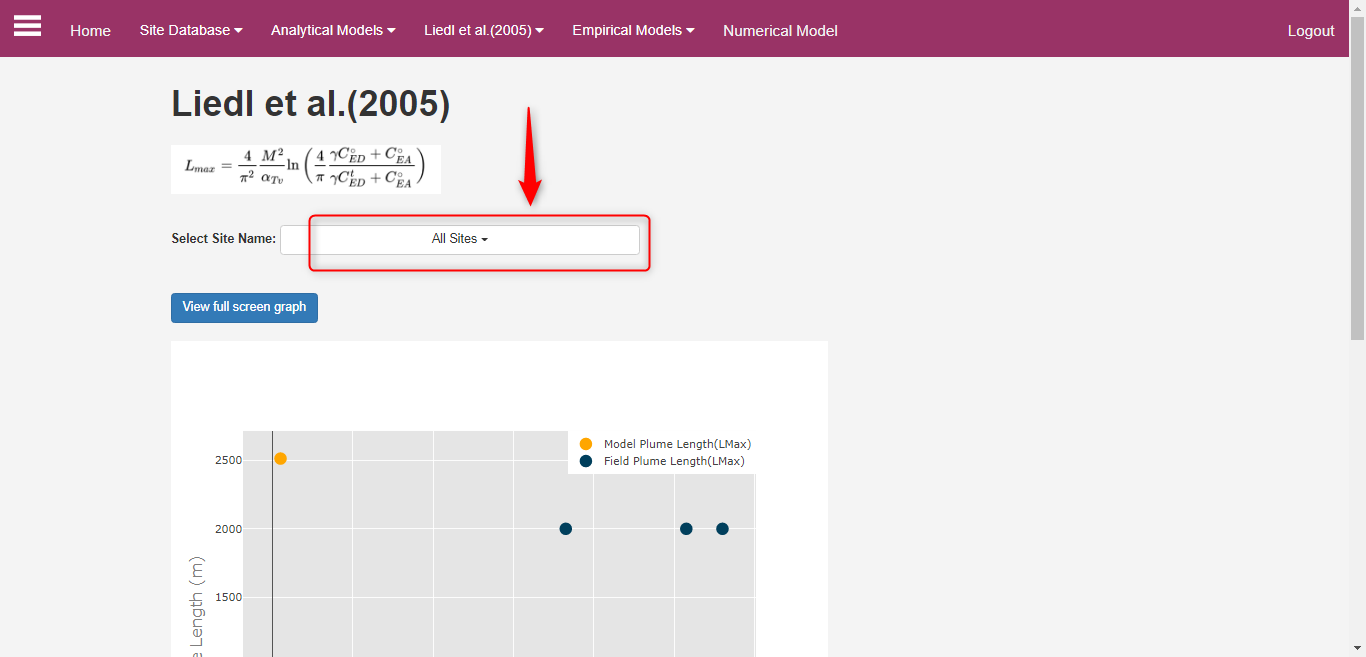 Home Site Database Analytical Models Liedl et al.(2005) Empirical Models Numerical Model Logout
Liedl et al.(2005)
L_{max} = \frac{4}{\pi^2} \frac{M^2}{\alpha_{Tv}} \ln \left( \frac{4}{\pi} \frac{\gamma C_{ED}^{\circ} + C_{EA}^{\circ}}{\gamma C_{ED}^{t} + C_{EA}^{\circ}} \right)
Select Site Name: All Sites
View full screen graph
Model Plume Length(LMax)
Field Plume Length(LMax)
2500
2000
1500
Length (m)